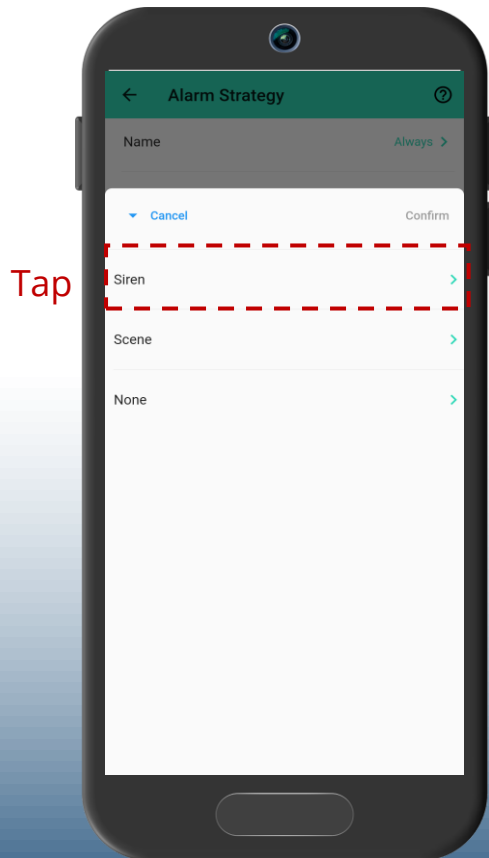 Alarm Strategy
Name Always
Cancel Confirm
Tap
Siren
Scene
None